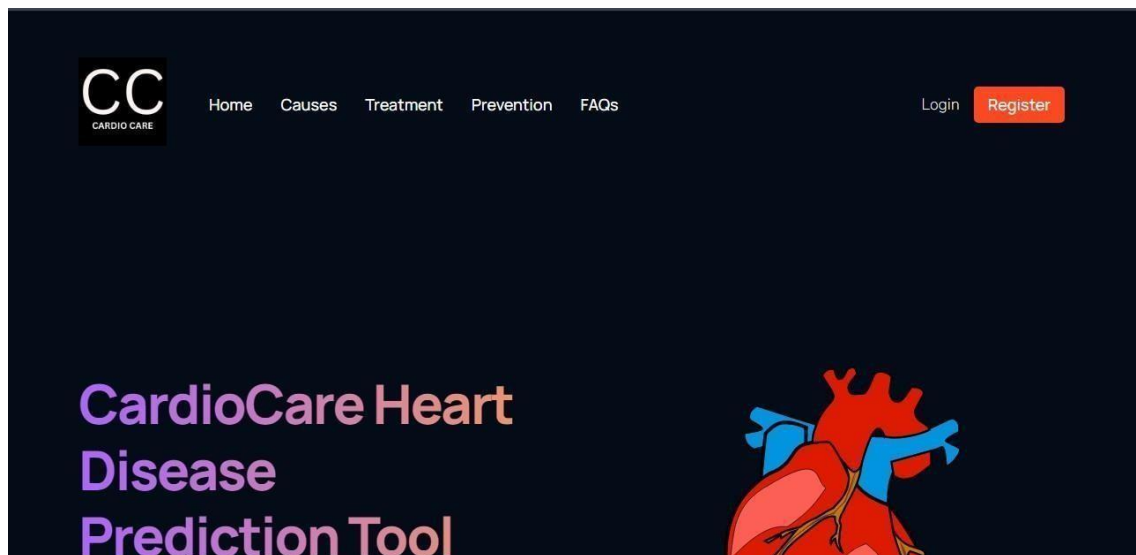 CC
CARDIO CARE
Home Causes Treatment Prevention FAQs Login Register
CardioCare Heart
Disease
Prediction Tool